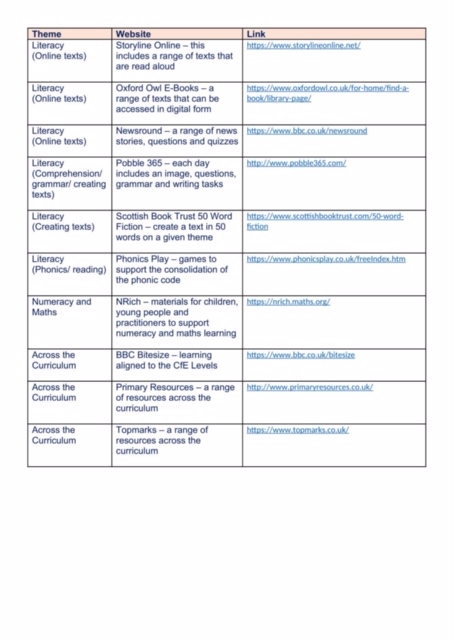 Theme Website Link
Literacy
(Online texts)
Storyline Online – this
includes a range of texts that
are read aloud
https://www.storylineonline.net/
Literacy
(Online texts)
Oxford Owl E-Books – a
range of texts that can be
accessed in digital form
https://www.oxfordowl.co.uk/for-home/find-a-
book/library-page/
Literacy
(Online texts)
Newsround – a range of news
stories, questions and quizzes
https://www.bbc.co.uk/newsround
Literacy
(Comprehension/
grammar/ creating
texts)
Pobble 365 – each day
includes an image, questions,
grammar and writing tasks
http://www.pobble365.com/
Literacy
(Creating texts)
Scottish Book Trust 50 Word
Fiction – create a text in 50
words on a given theme
https://www.scottishbooktrust.com/50-word-
fiction
Literacy
(Phonics/ reading)
Phonics Play – games to
support the consolidation of
the phonic code
https://www.phonicsplay.co.uk/freeIndex.htm
Numeracy and
Maths
NRich – materials for children,
young people and
practitioners to support
numeracy and maths learning
https://nrich.maths.org/
Across the
Curriculum
BBC Bitesize – learning
aligned to the CfE Levels
https://www.bbc.co.uk/bitesize
Across the
Curriculum
Primary Resources – a range
of resources across the
curriculum
http://www.primaryresources.co.uk/
Across the
Curriculum
Topmarks – a range of
resources across the
curriculum
https://www.topmarks.co.uk/